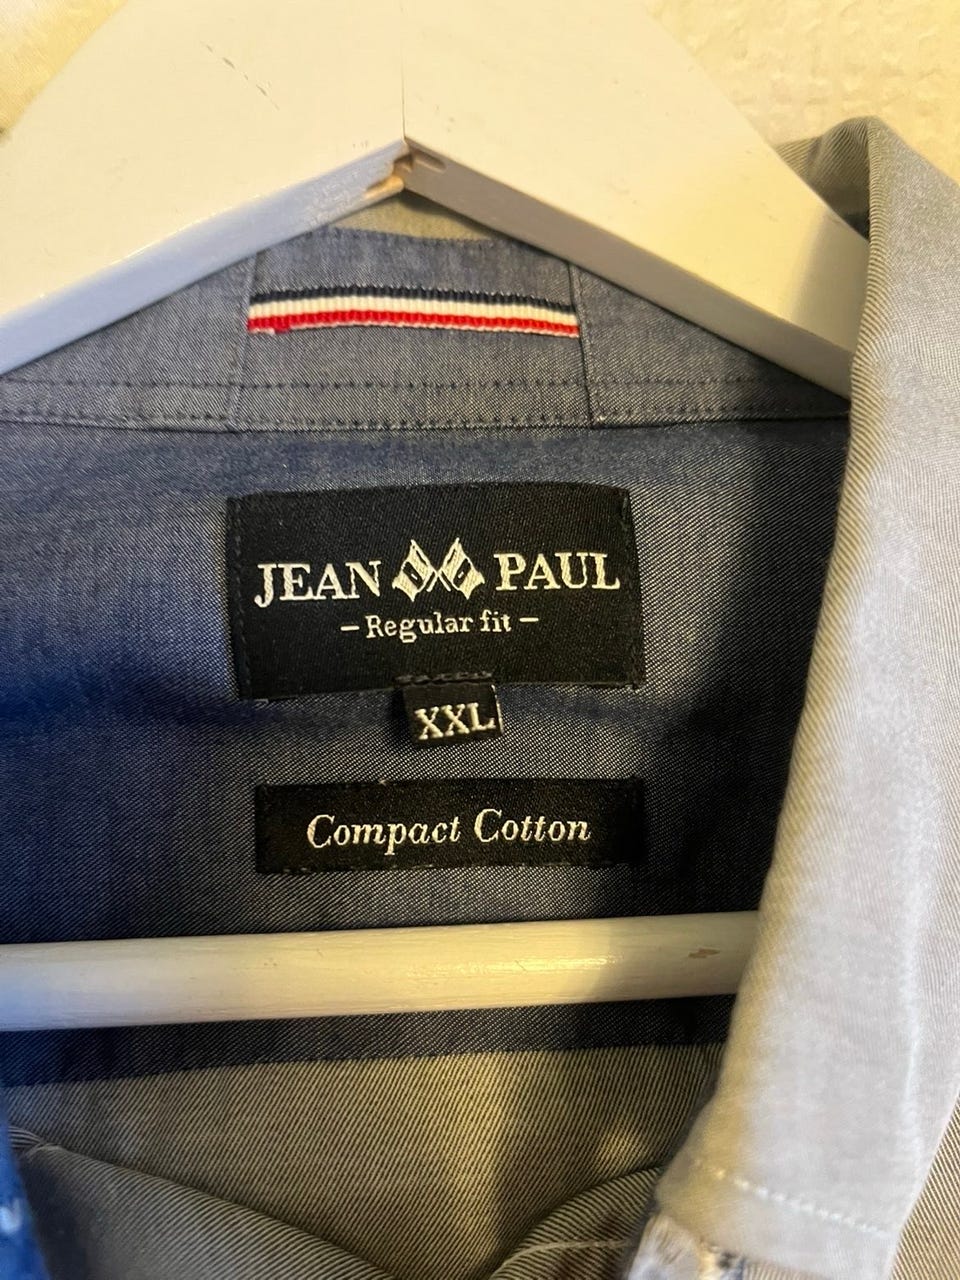 JEAN PAUL
– Regular fit –
XXL
Compact Cotton